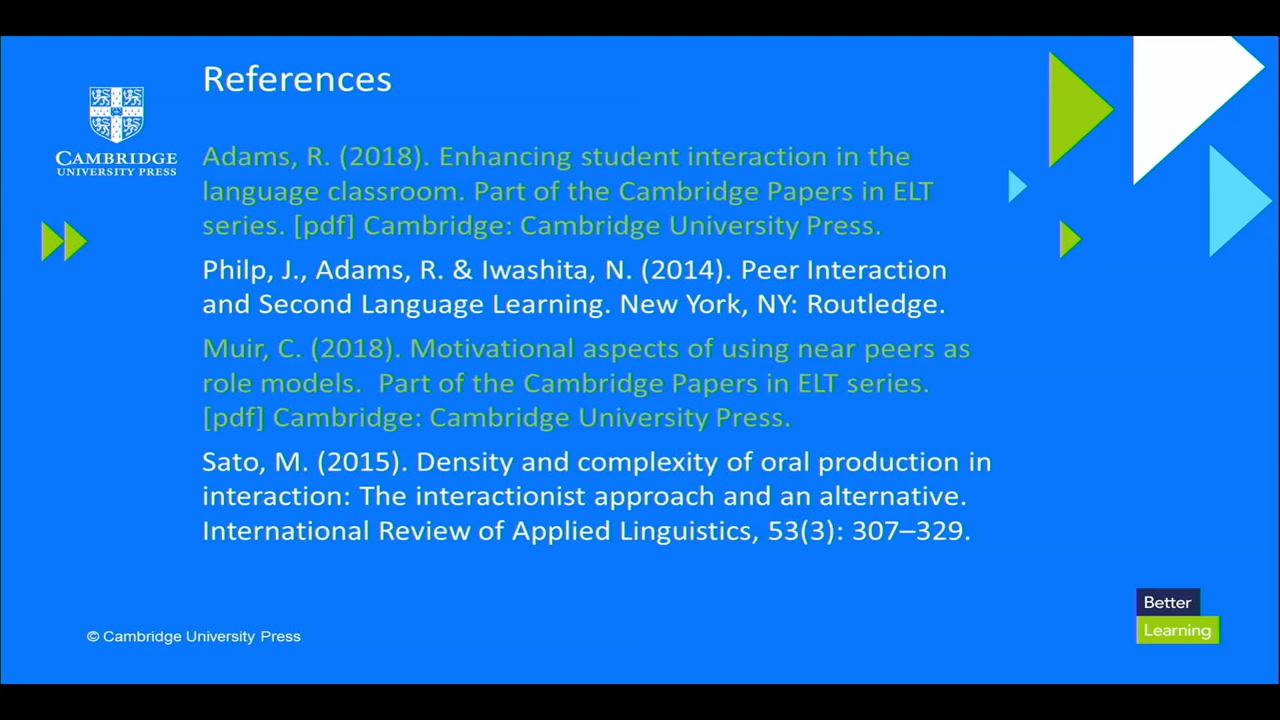 References
CAMBRIDGE
UNIVERSITY PRESS
Adams, R. (2018). Enhancing student interaction in the
language classroom. Part of the Cambridge Papers in ELT
series. [pdf] Cambridge: Cambridge University Press.
Philp, J., Adams, R. & Iwashita, N. (2014). Peer Interaction
and Second Language Learning. New York, NY: Routledge.
Muir, C. (2018). Motivational aspects of using near peers as
role models.  Part of the Cambridge Papers in ELT series.
[pdf] Cambridge: Cambridge University Press.
Sato, M. (2015). Density and complexity of oral production in
interaction: The interactionist approach and an alternative.
International Review of Applied Linguistics, 53(3): 307–329.
Better
Learning
© Cambridge University Press